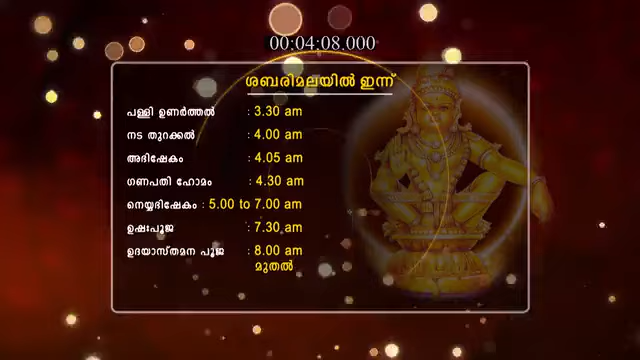 00:04:08.000
ശബരിമലയിൽ ഇന്ന്
പള്ളി ഉണർത്തൽ : 3.30 am
നട തുറക്കൽ : 4.00 am
അഭിഷേകം : 4.05 am
ഗണപതി ഹോമം : 4.30 am
നെയ്യഭിഷേകം : 5.00 to 7.00 am
ഉഷഃപൂജ : 7.30 am
ഉദയാസ്തമന പൂജ : 8.00 am
മുതൽ